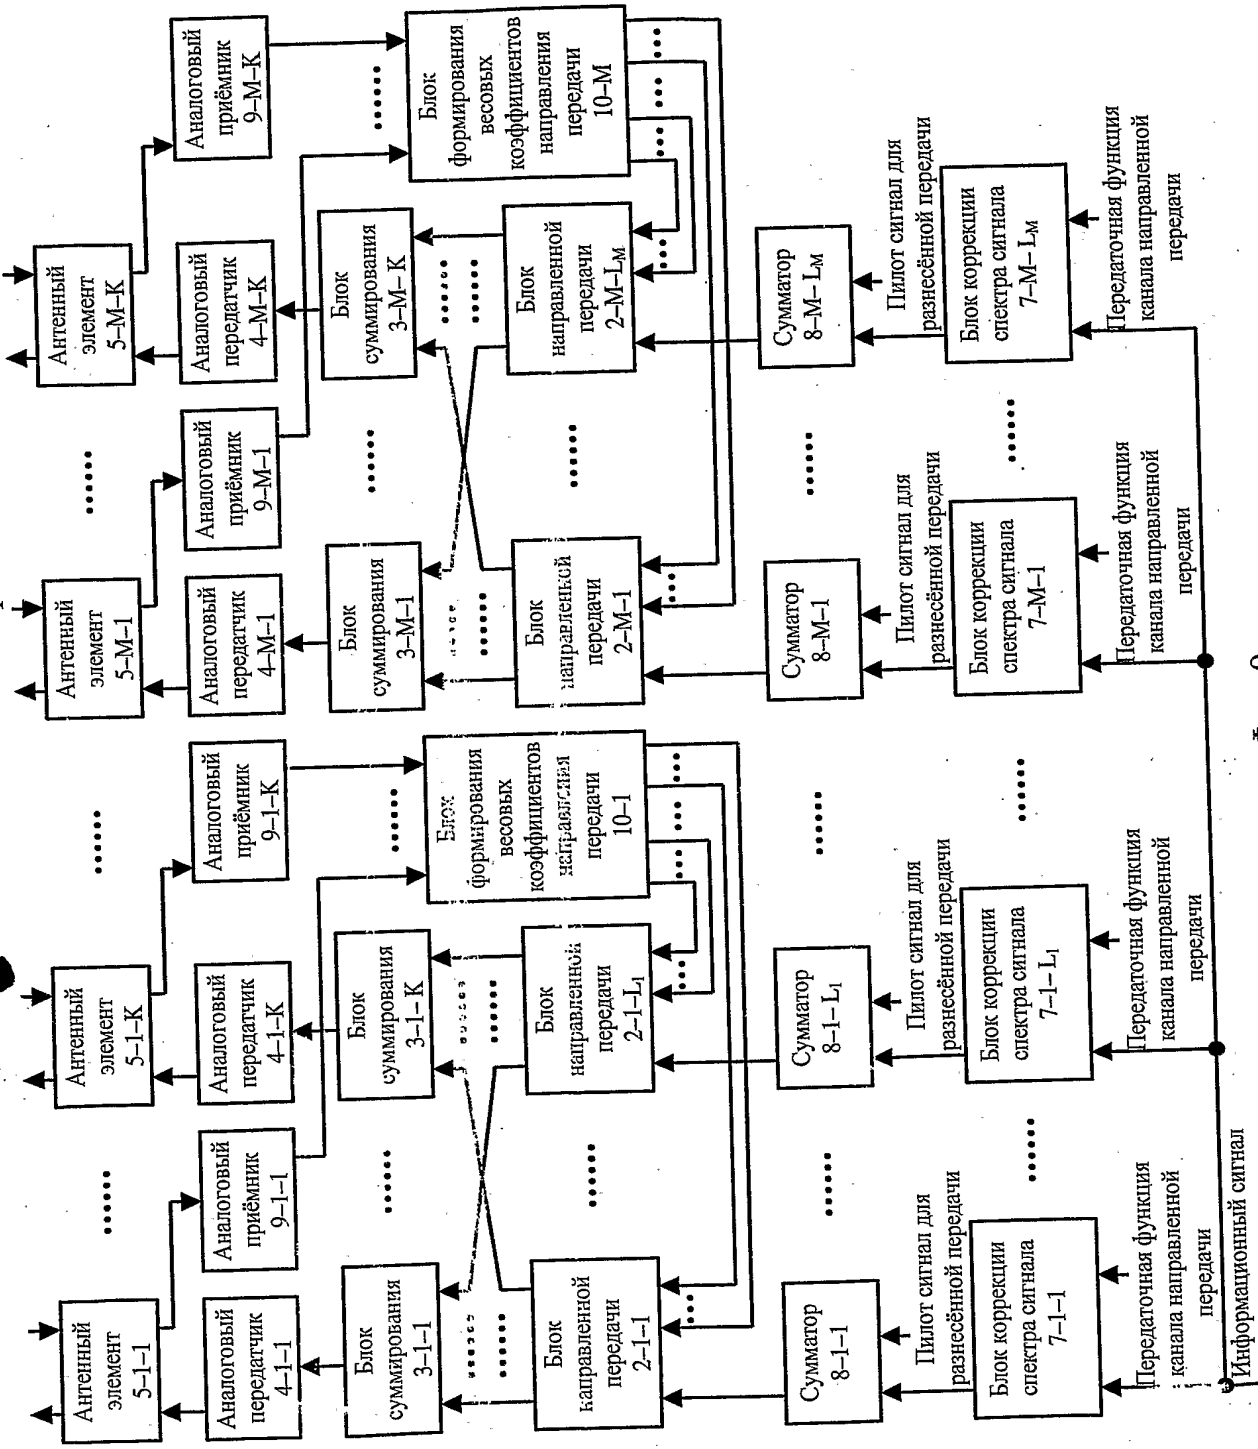 Антенный
элемент
5–1–1
Аналоговый
передатчик
4–1–1
Аналоговый
приёмник
9–1–1
Блок
суммирования
3–1–1
Блок
направленной
передачи
2–1–1
Сумматор
8–1–1
Пилот сигнал для
разнесённой передачи
Блок коррекции
спектра сигнала
7–1–1
Передаточная функция
канала направленной
передачи
Информационный сигнал
Антенный
элемент
5–1–K
Аналоговый
передатчик
4–1–K
Аналоговый
приёмник
9–1–K
Блок
суммирования
3–1–K
Блок
направленной
передачи
2–1–L1
Блок
формирования
весовых
коэффициентов
направления
передачи
10–1
Сумматор
8–1–L1
Пилот сигнал для
разнесённой передачи
Блок коррекции
спектра сигнала
7–1–L1
Передаточная функция
канала направленной
передачи
Антенный
элемент
5–M–1
Аналоговый
передатчик
4–M–1
Аналоговый
приёмник
9–M–1
Блок
суммирования
3–M–1
Блок
направленной
передачи
2–M–1
Сумматор
8–M–1
Пилот сигнал для
разнесённой передачи
Блок коррекции
спектра сигнала
7–M–1
Передаточная функция
канала направленной
передачи
Антенный
элемент
5–M–K
Аналоговый
передатчик
4–M–K
Аналоговый
приёмник
9–M–K
Блок
суммирования
3–M–K
Блок
направленной
передачи
2–M–LM
Блок
формирования
весовых
коэффициентов
направления
передачи
10–M
Сумматор
8–M–LM
Пилот сигнал для
разнесённой передачи
Блок коррекции
спектра сигнала
7–M–LM
Передаточная функция
канала направленной
передачи